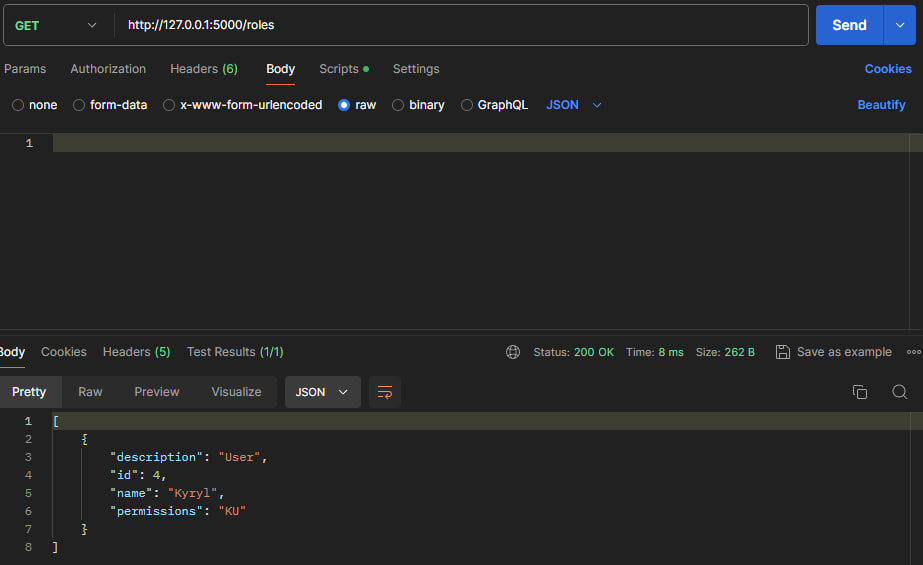 GET http://127.0.0.1:5000/roles Send
Params Authorization Headers (6) Body Scripts Settings Cookies
none form-data x-www-form-urlencoded raw binary GraphQL JSON Beautify
1
Body Cookies Headers (5) Test Results (1/1) Status: 200 OK Time: 8 ms Size: 262 B Save as example
Pretty Raw Preview Visualize JSON
1 [
2 {
3 "description": "User",
4 "id": 4,
5 "name": "Kyryl",
6 "permissions": "KU"
7 }
8 ]